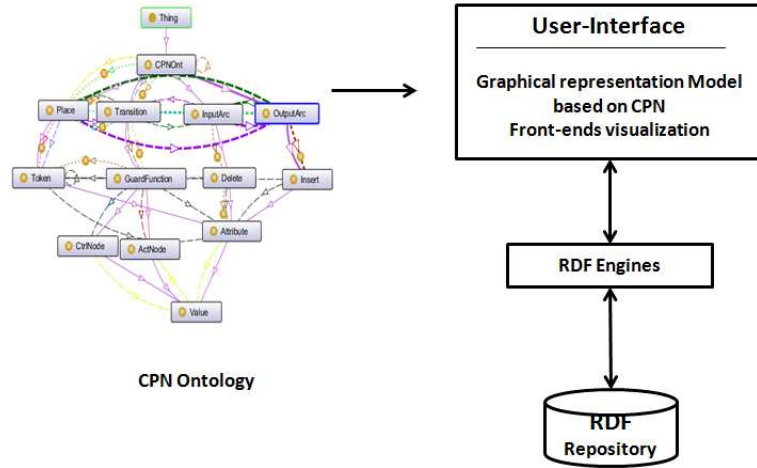 Thing
CPNOnt
Place
Transition
InputArc
OutputArc
Token
GuardFunction
Delete
Insert
Attribute
CtrlNode
ActNode
Value
CPN Ontology
User-Interface
Graphical representation Model
based on CPN
Front-ends visualization
RDF Engines
RDF
Repository